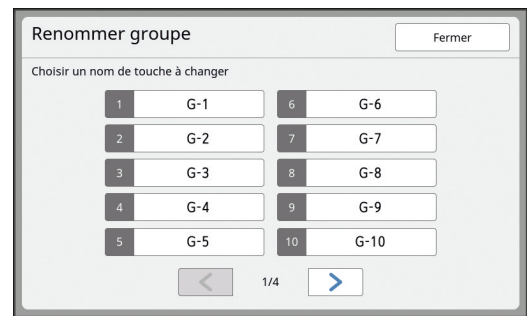 Renommer groupe
Fermer
Choisir un nom de touche à changer
1 G-1
6 G-6
2 G-2
7 G-7
3 G-3
8 G-8
4 G-4
9 G-9
5 G-5
10 G-10
1/4